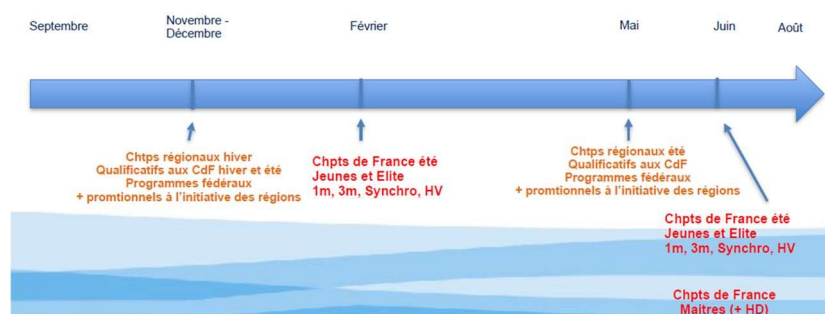 Septembre
Novembre -
Décembre
Février
Mai
Juin
Août
Chtps régionaux hiver
Qualificatifs aux CdF hiver et été
Programmes fédéraux
+ promtionnels à l'initiative des régions
Chpts de France été
Jeunes et Elite
1m, 3m, Synchro, HV
Chtps régionaux été
Qualificatifs aux CdF
Programmes fédéraux
+ promtionnels à l'initiative des régions
Chpts de France été
Jeunes et Elite
1m, 3m, Synchro, HV
Chpts de France
Maitres (+ HD)